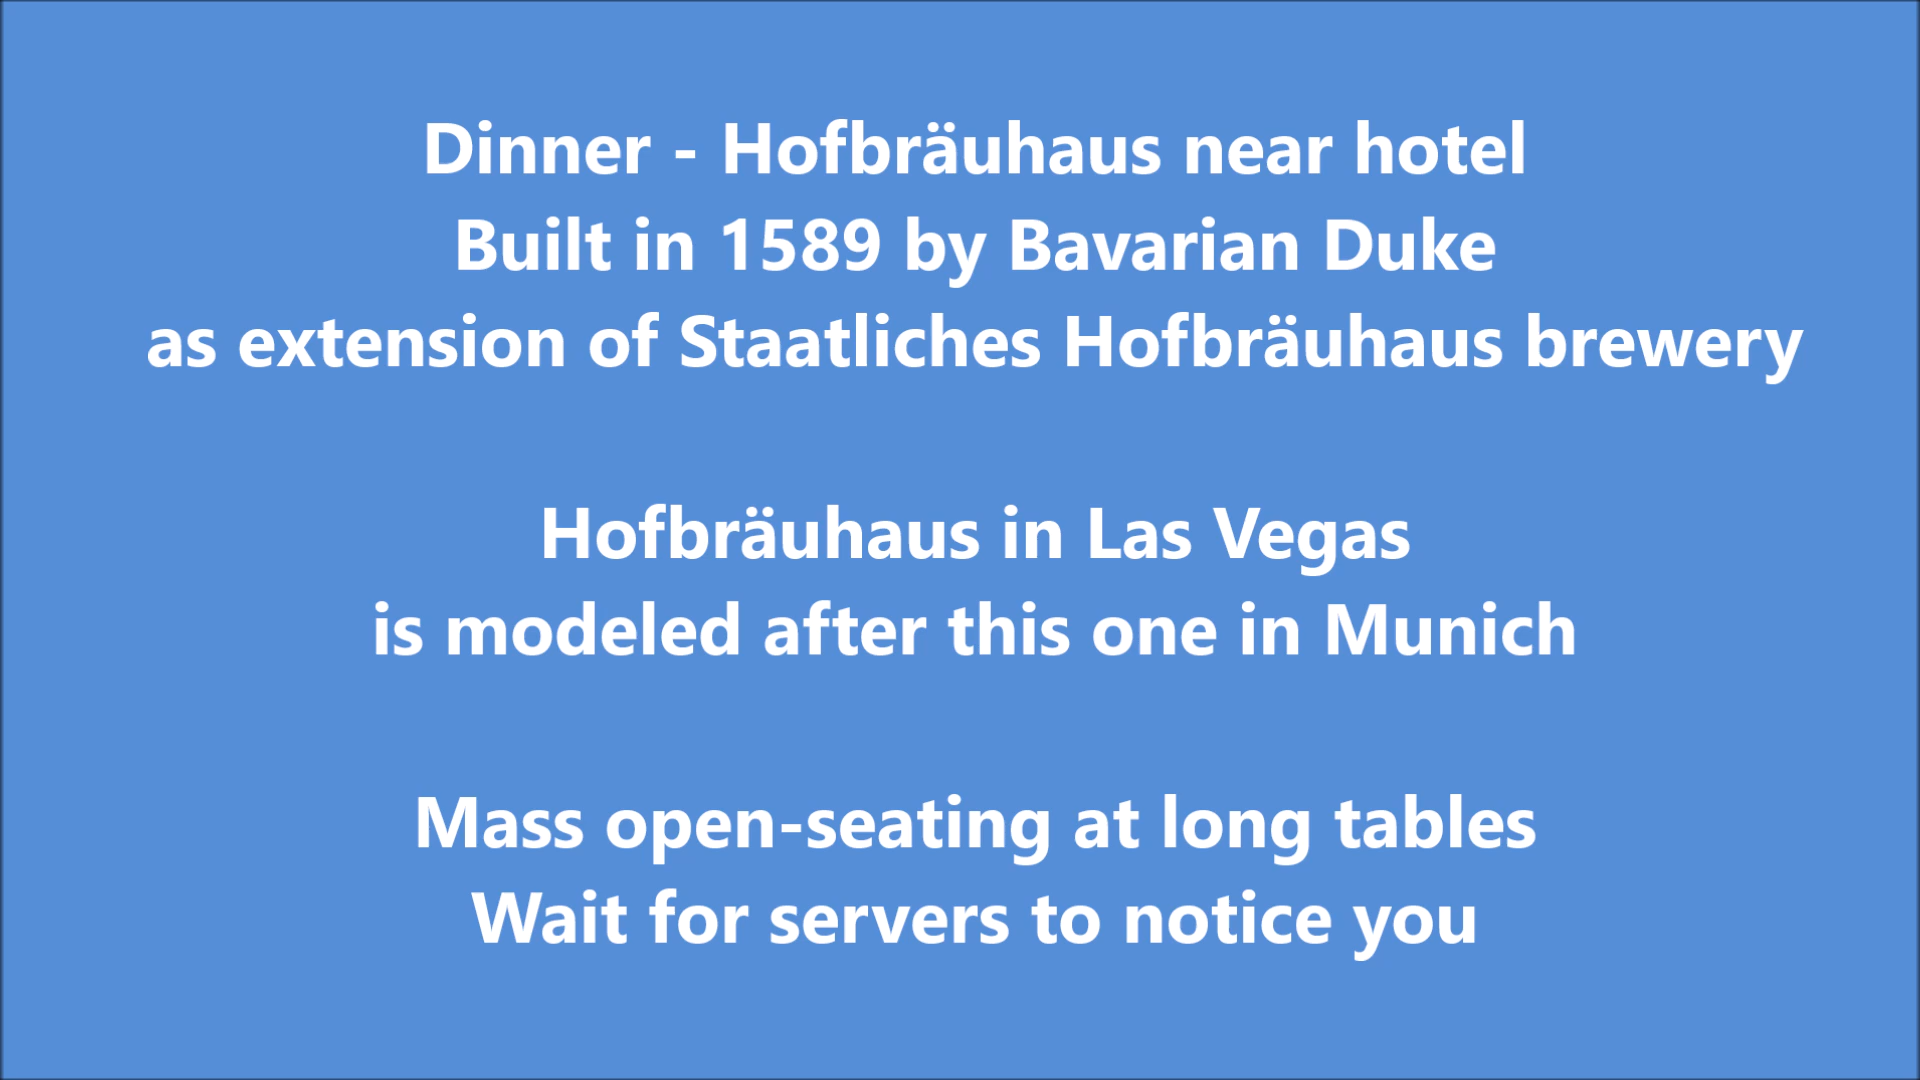 Dinner - Hofbräuhaus near hotel
Built in 1589 by Bavarian Duke
as extension of Staatliches Hofbräuhaus brewery
Hofbräuhaus in Las Vegas
is modeled after this one in Munich
Mass open-seating at long tables
Wait for servers to notice you